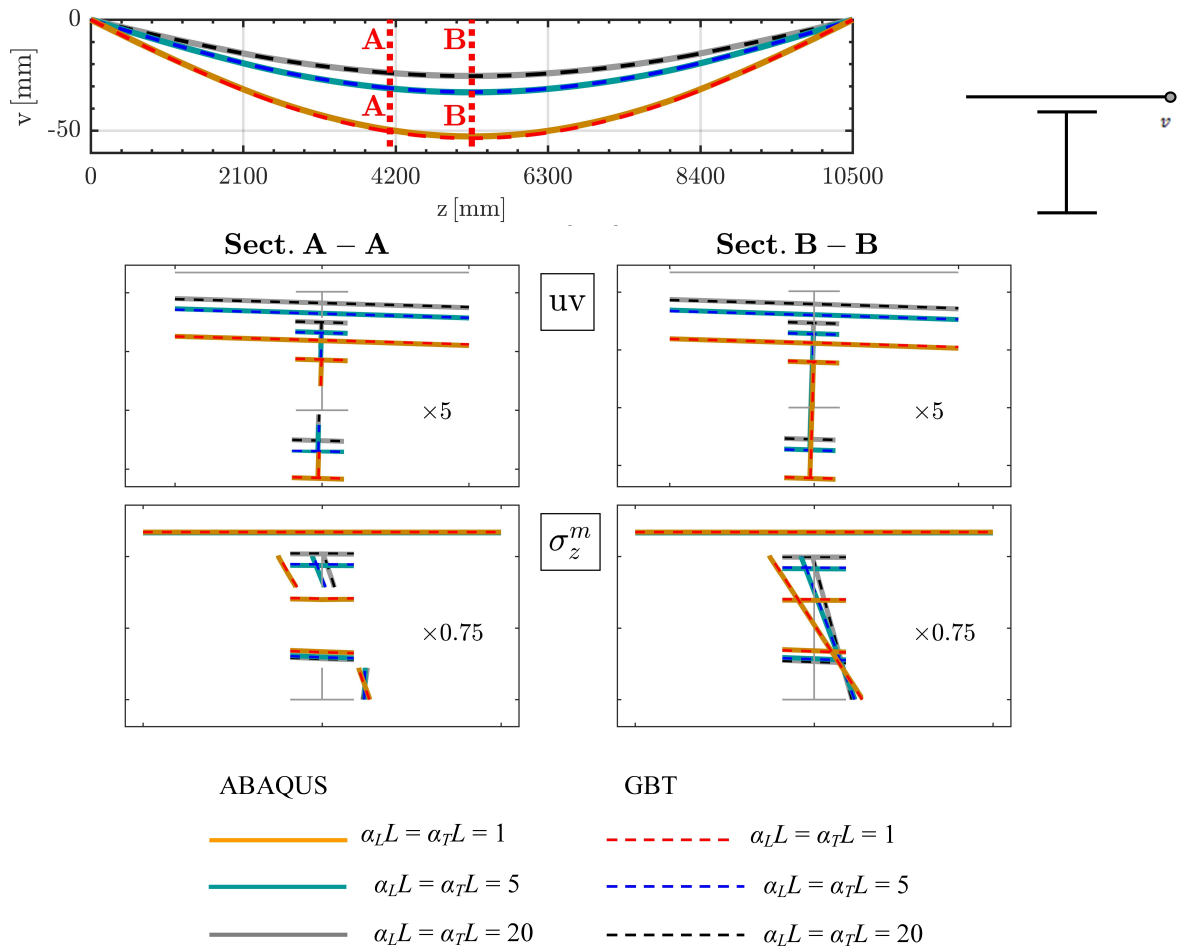 0
-50
v [mm]
A
B
A
B
0
2100
4200
6300
8400
10500
z [mm]
v
Sect. A – A
Sect. B – B
uv
×5
×5
σ_z^m
×0.75
×0.75
ABAQUS
GBT
α_L L = α_T L = 1
α_L L = α_T L = 1
α_L L = α_T L = 5
α_L L = α_T L = 5
α_L L = α_T L = 20
α_L L = α_T L = 20